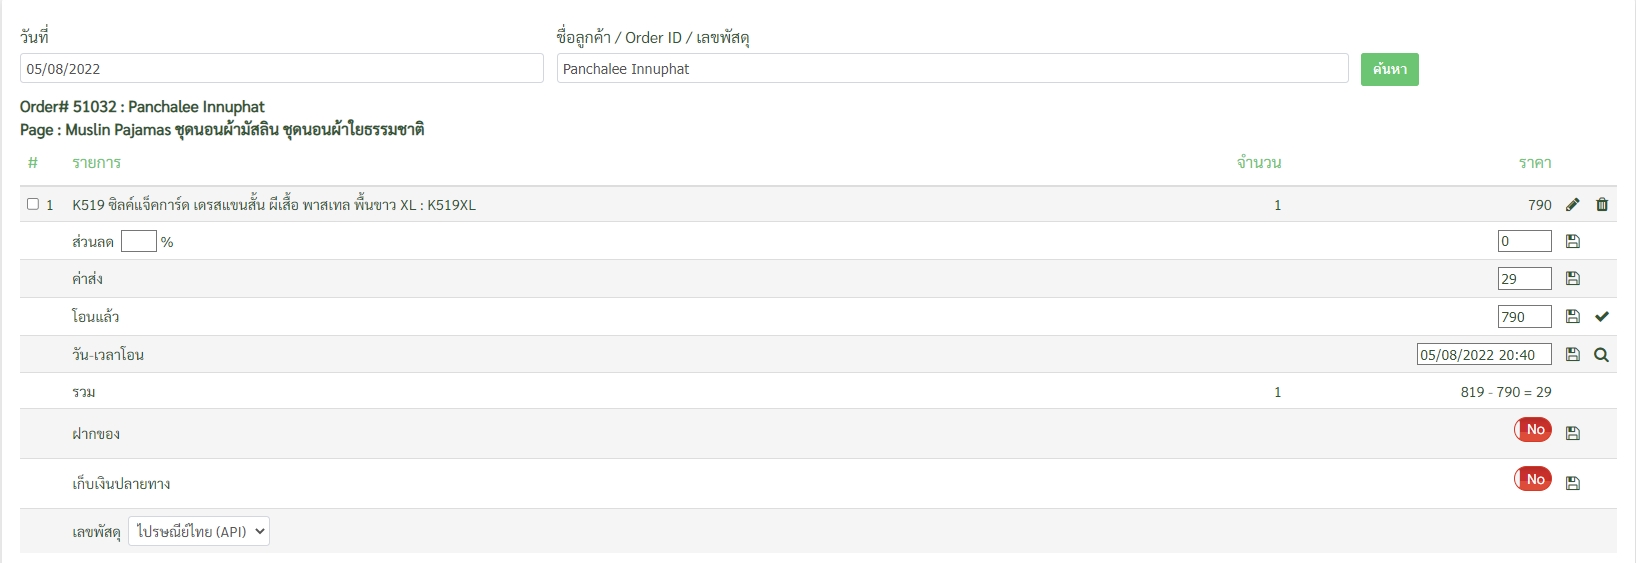 วันที่
ชื่อลูกค้า / Order ID / เลขพัสดุ
05/08/2022
Panchalee Innuphat
ค้นหา
Order# 51032 : Panchalee Innuphat
Page : Muslin Pajamas ชุดนอนผ้ามัสลิน ชุดนอนผ้าใยธรรมชาติ
# รายการ จำนวน ราคา
1 K519 ซิลค์แจ็คการ์ด เดรสแขนสั้น ผีเสื้อ พาสเทล พื้นขาว XL : K519XL 1 790
ส่วนลด % 0
ค่าส่ง 29
โอนแล้ว 790
วัน-เวลาโอน 05/08/2022 20:40
รวม 1 819 - 790 = 29
ฝากของ No
เก็บเงินปลายทาง No
เลขพัสดุ ไปรษณีย์ไทย (API)